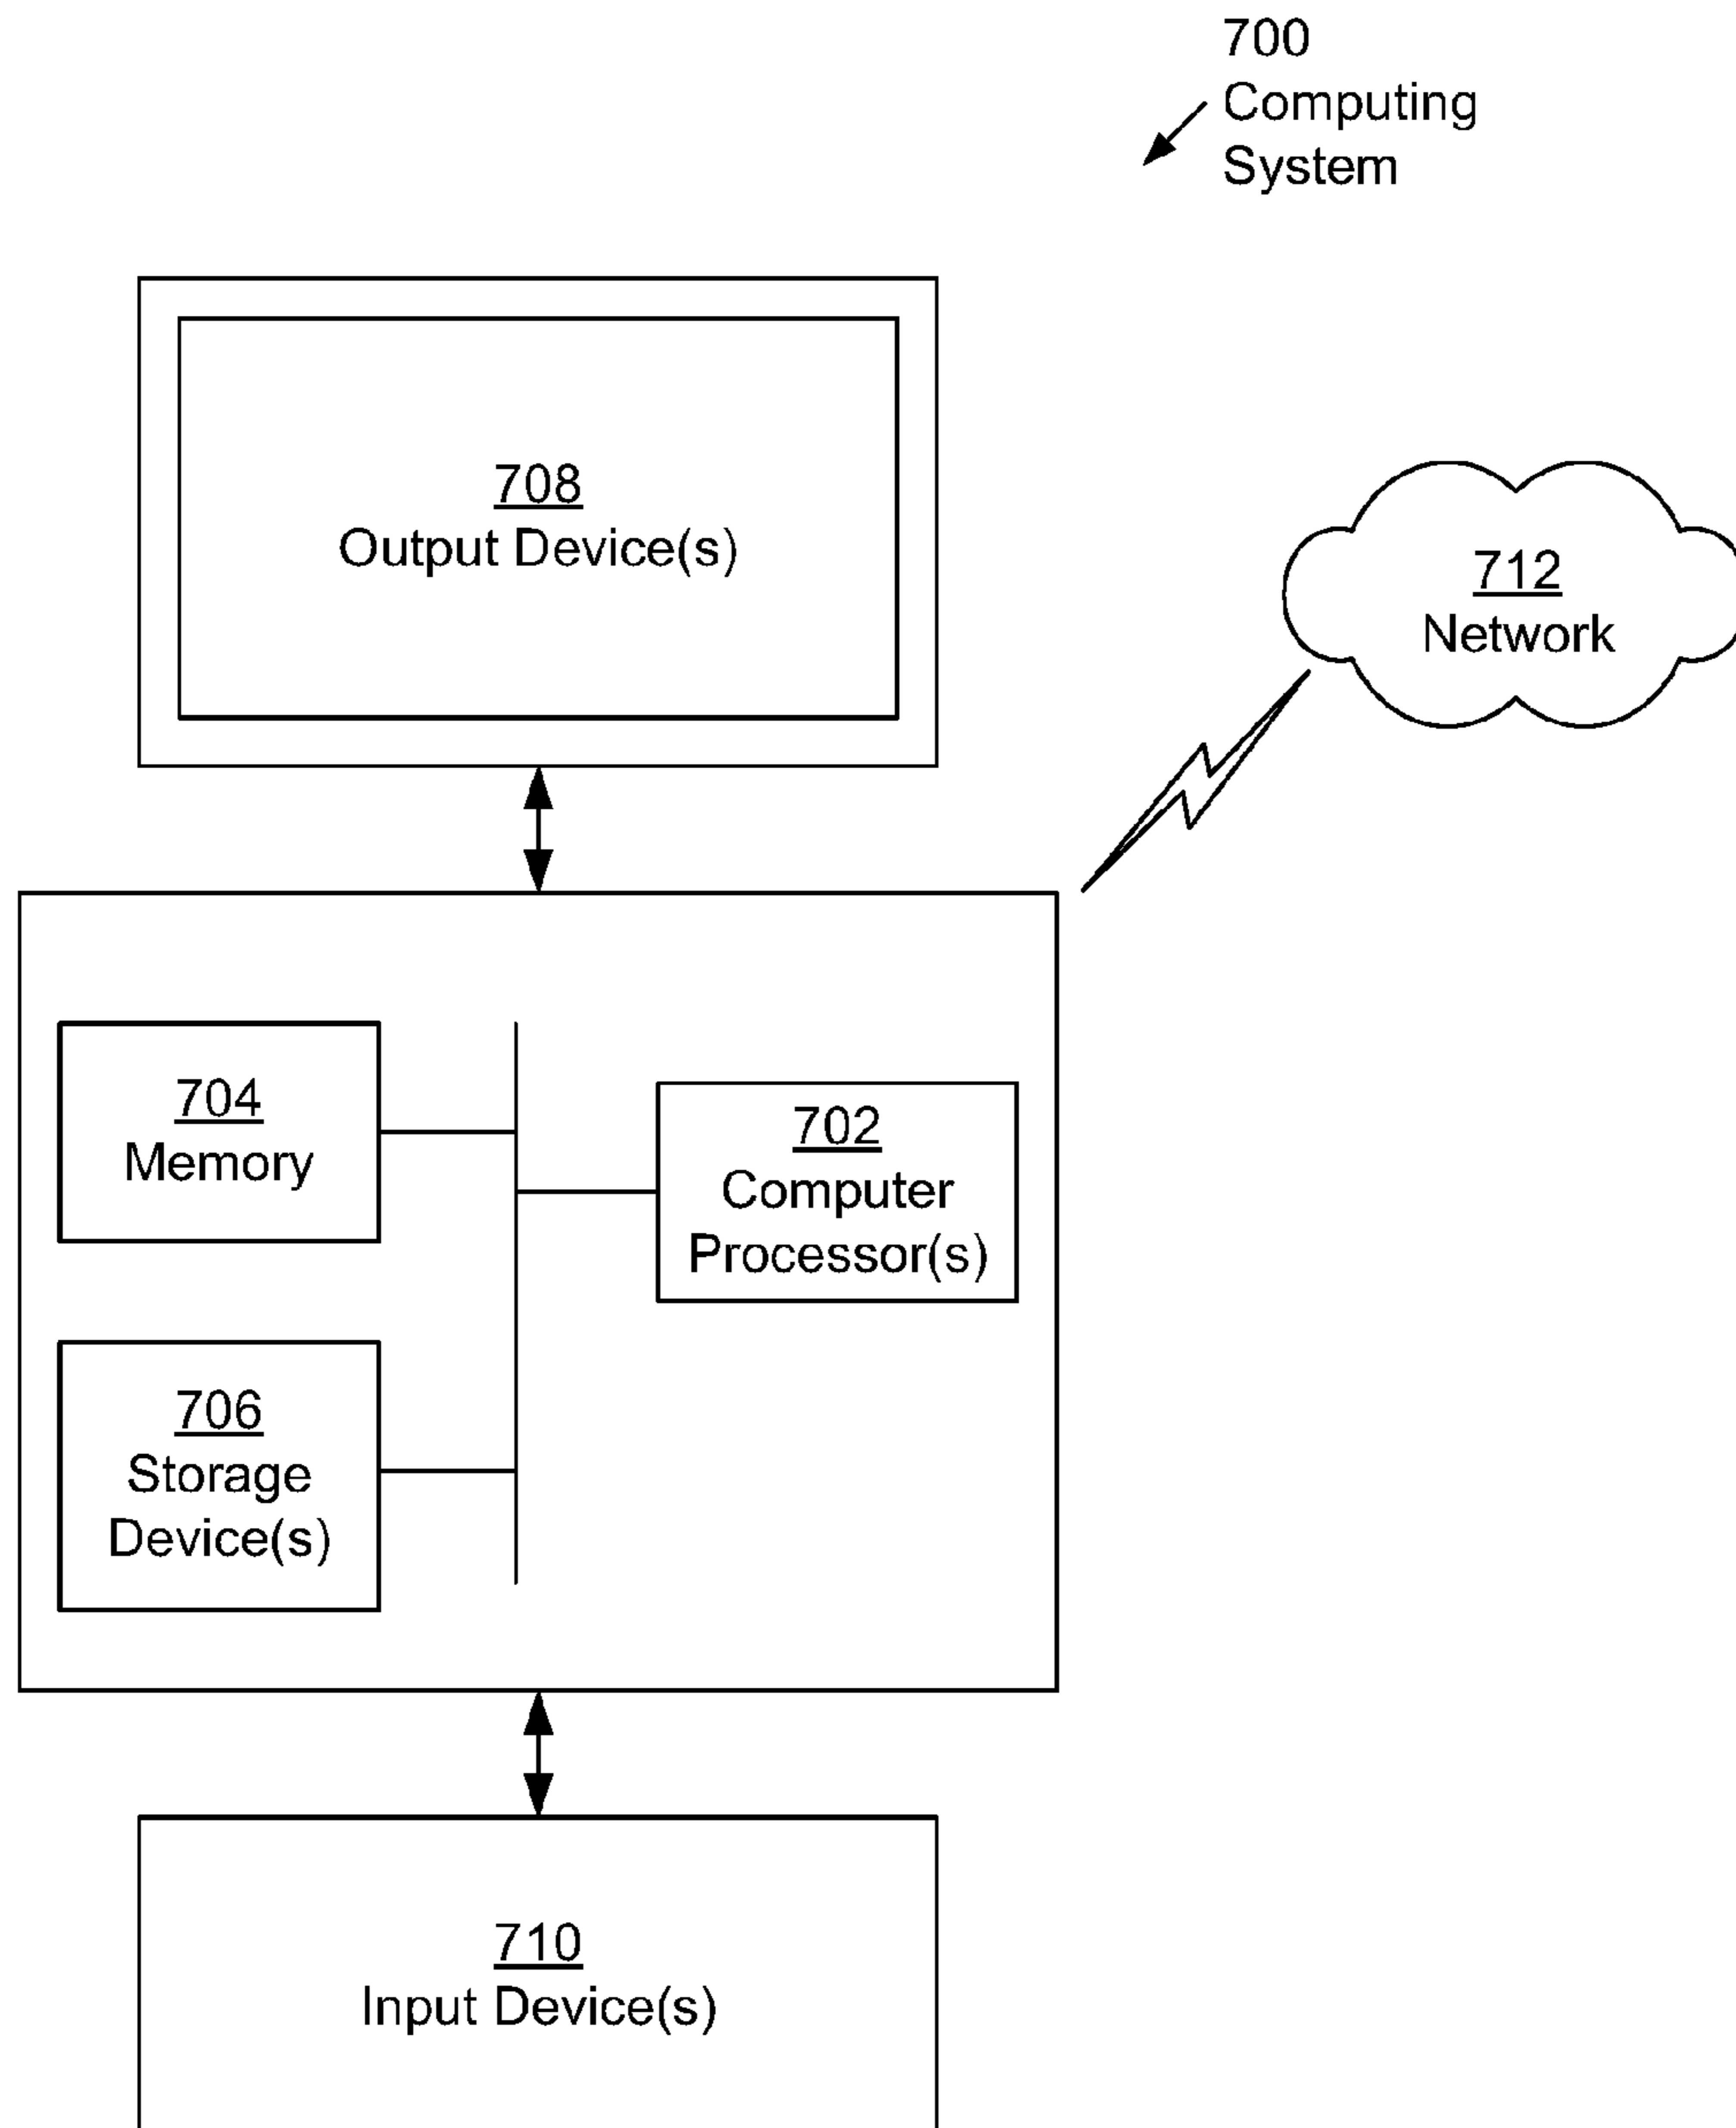 700
Computing
System
708
Output Device(s)
712
Network
704
Memory
702
Computer
Processor(s)
706
Storage
Device(s)
710
Input Device(s)